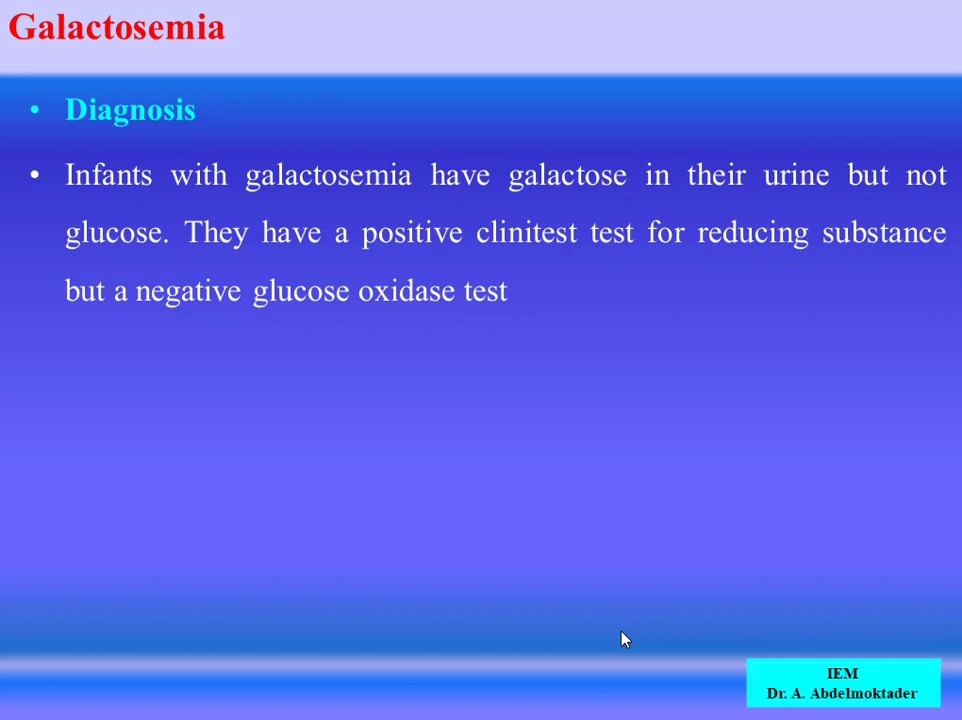 Galactosemia
• Diagnosis
• Infants with galactosemia have galactose in their urine but not
glucose. They have a positive clinitest test for reducing substance
but a negative glucose oxidase test
IEM
Dr. A. Abdelmoktader